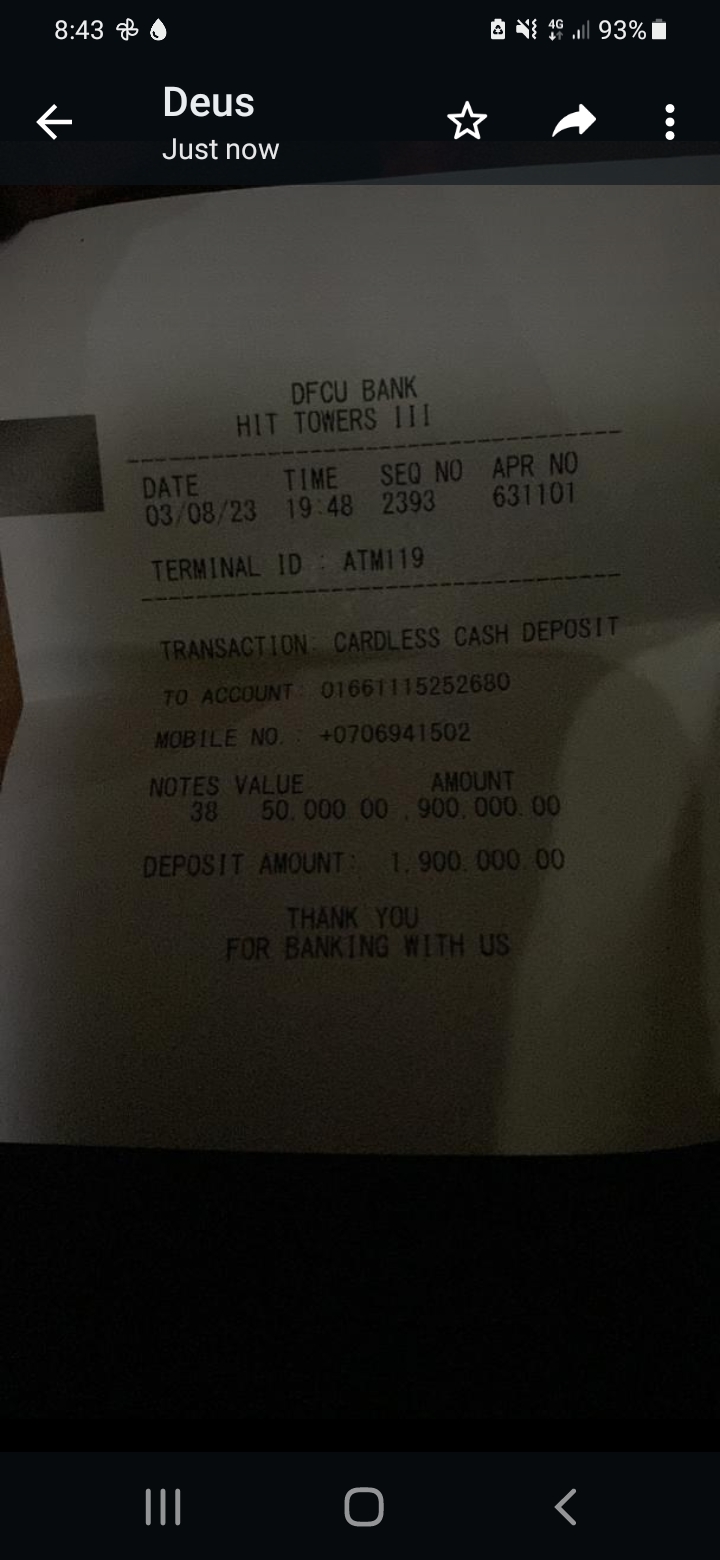 8:43 4G 93%
Deus
Just now
DFCU BANK
HIT TOWERS III
DATE TIME SEQ NO APR NO
03/08/23 19:48 2393 631101
TERMINAL ID : ATM119
TRANSACTION: CARDLESS CASH DEPOSIT
TO ACCOUNT: 01661115252680
MOBILE NO. : +0706941502
NOTES VALUE AMOUNT
38 50,000.00 ,900,000.00
DEPOSIT AMOUNT: 1,900,000.00
THANK YOU
FOR BANKING WITH US